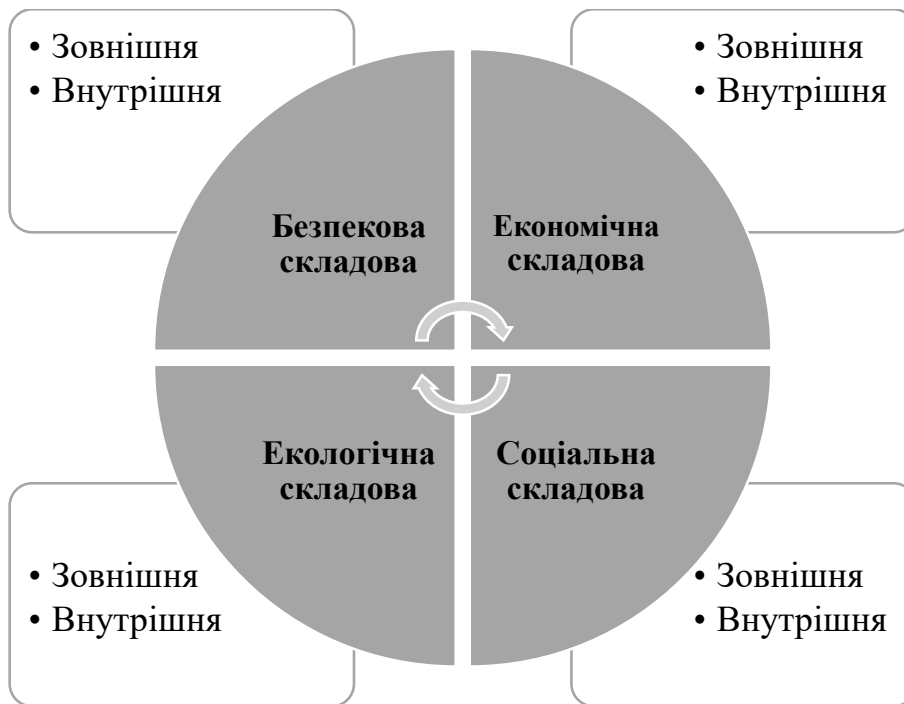 • Зовнішня
• Внутрішня
• Зовнішня
• Внутрішня
Безпекова
складова
Економічна
складова
Екологічна
складова
Соціальна
складова
• Зовнішня
• Внутрішня
• Зовнішня
• Внутрішня